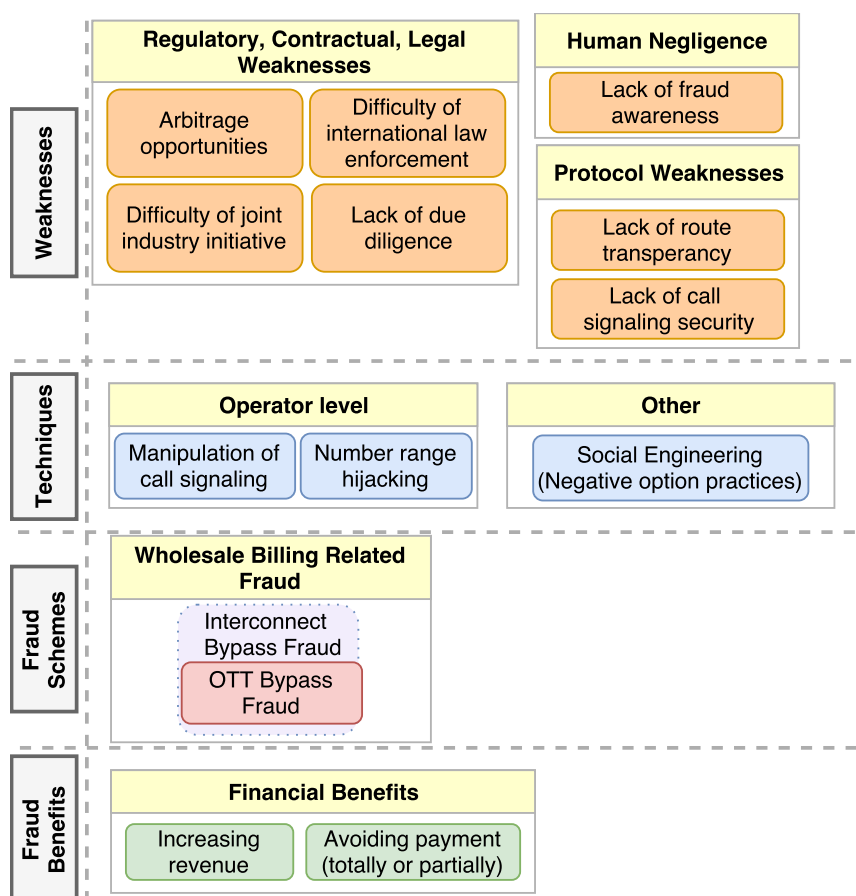 Weaknesses
Regulatory, Contractual, Legal
Weaknesses
Arbitrage
opportunities
Difficulty of
international law
enforcement
Difficulty of joint
industry initiative
Lack of due
diligence
Human Negligence
Lack of fraud
awareness
Protocol Weaknesses
Lack of route
transperancy
Lack of call
signaling security
Techniques
Operator level
Manipulation of
call signaling
Number range
hijacking
Other
Social Engineering
(Negative option practices)
Fraud
Schemes
Wholesale Billing Related
Fraud
Interconnect
Bypass Fraud
OTT Bypass
Fraud
Fraud
Benefits
Financial Benefits
Increasing
revenue
Avoiding payment
(totally or partially)